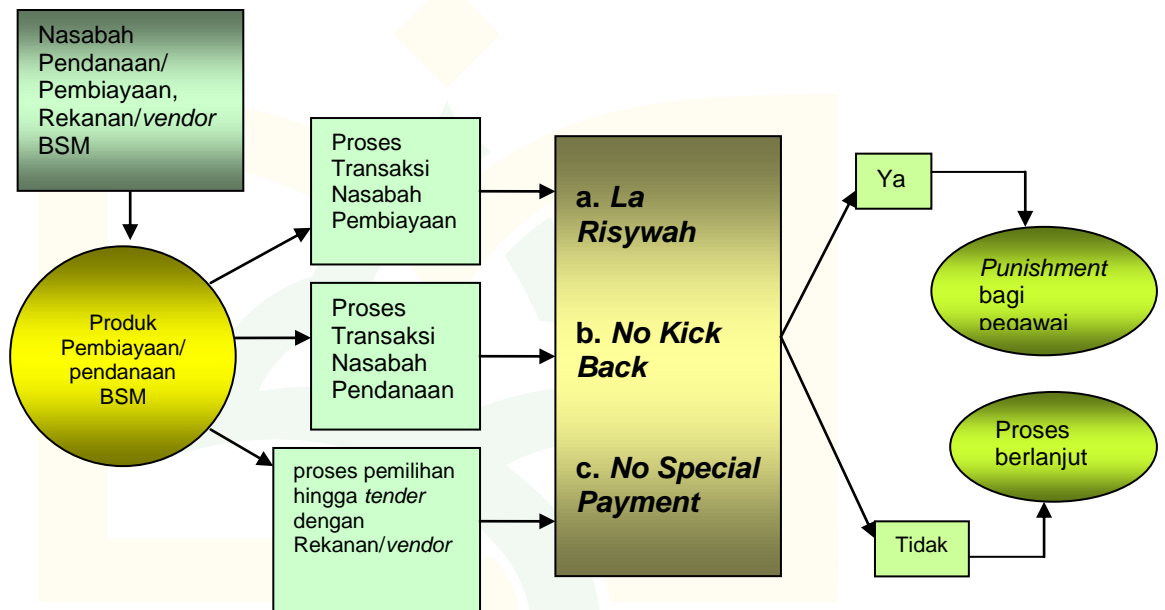 Nasabah
Pendanaan/
Pembiayaan,
Rekanan/vendor
BSM
Produk
Pembiayaan/
pendanaan
BSM
Proses
Transaksi
Nasabah
Pembiayaan
Proses
Transaksi
Nasabah
Pendanaan
proses pemilihan
hingga tender
dengan
Rekanan/vendor
a. La
Risywah
b. No Kick
Back
c. No Special
Payment
Ya
Punishment
bagi
pegawai
Tidak
Proses
berlanjut